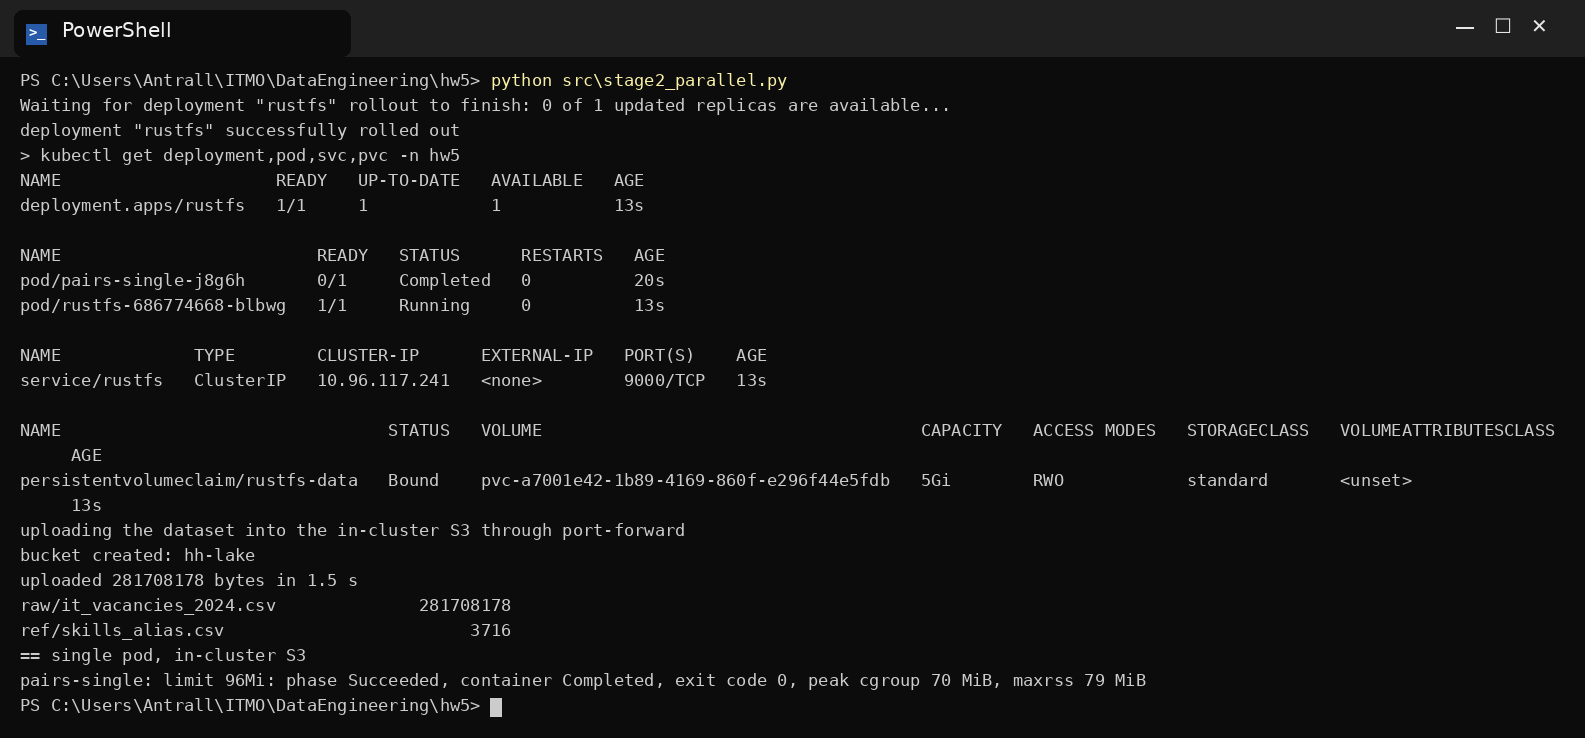 >_ PowerShell
PS C:\Users\Antrall\ITMO\DataEngineering\hw5> python src\stage2_parallel.py
Waiting for deployment "rustfs" rollout to finish: 0 of 1 updated replicas are available...
deployment "rustfs" successfully rolled out
> kubectl get deployment,pod,svc,pvc -n hw5
NAME                     READY   UP-TO-DATE   AVAILABLE   AGE
deployment.apps/rustfs   1/1     1            1           13s

NAME                         READY   STATUS      RESTARTS   AGE
pod/pairs-single-j8g6h       0/1     Completed   0          20s
pod/rustfs-686774668-blbwg   1/1     Running     0          13s

NAME             TYPE        CLUSTER-IP      EXTERNAL-IP   PORT(S)    AGE
service/rustfs   ClusterIP   10.96.117.241   <none>        9000/TCP   13s

NAME                                STATUS   VOLUME                                     CAPACITY   ACCESS MODES   STORAGECLASS   VOLUMEATTRIBUTESCLASS
     AGE
persistentvolumeclaim/rustfs-data   Bound    pvc-a7001e42-1b89-4169-860f-e296f44e5fdb   5Gi        RWO            standard       <unset>
     13s
uploading the dataset into the in-cluster S3 through port-forward
bucket created: hh-lake
uploaded 281708178 bytes in 1.5 s
raw/it_vacancies_2024.csv              281708178
ref/skills_alias.csv                        3716
== single pod, in-cluster S3
pairs-single: limit 96Mi: phase Succeeded, container Completed, exit code 0, peak cgroup 70 MiB, maxrss 79 MiB
PS C:\Users\Antrall\ITMO\DataEngineering\hw5>